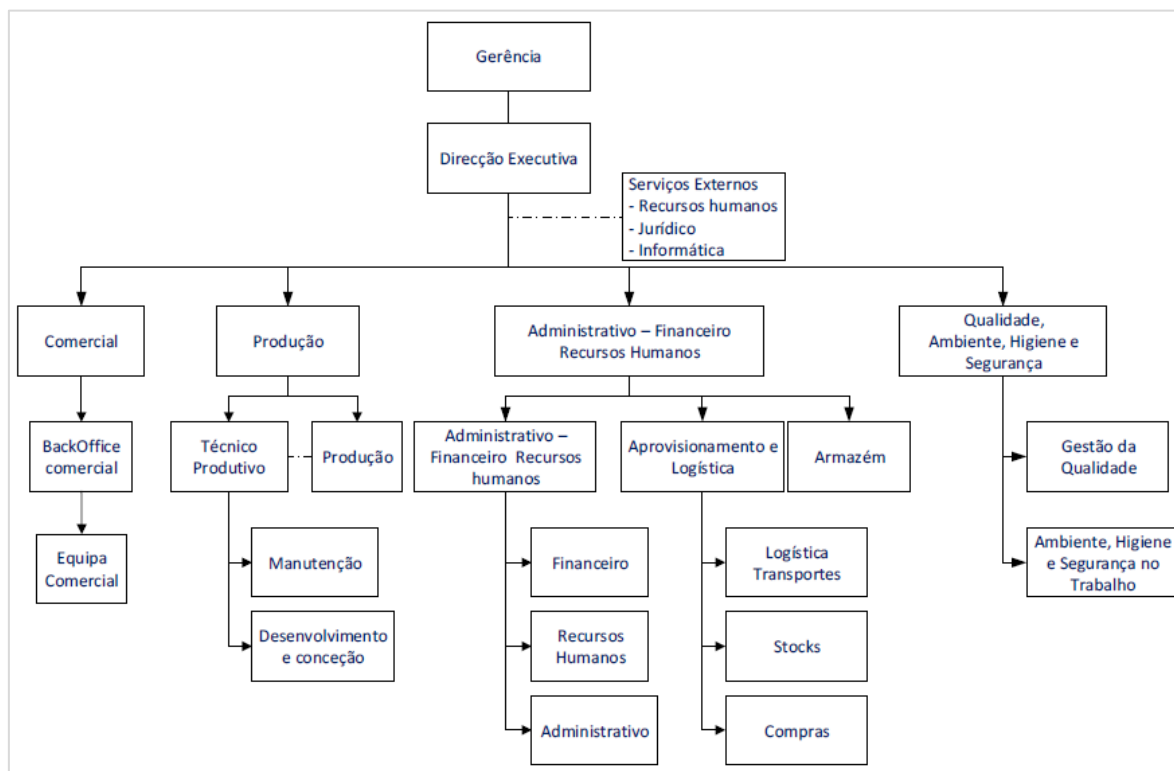 Gerência
Direcção Executiva
Serviços Externos
- Recursos humanos
- Jurídico
- Informática
Comercial
Produção
Administrativo – Financeiro
Recursos Humanos
Qualidade,
Ambiente, Higiene e
Segurança
BackOffice
comercial
Técnico
Produtivo
Produção
Administrativo –
Financeiro Recursos
humanos
Aprovisionamento e
Logística
Armazém
Gestão da
Qualidade
Equipa
Comercial
Manutenção
Financeiro
Logística
Transportes
Ambiente, Higiene
e Segurança no
Trabalho
Desenvolvimento
e conceção
Recursos
Humanos
Stocks
Administrativo
Compras